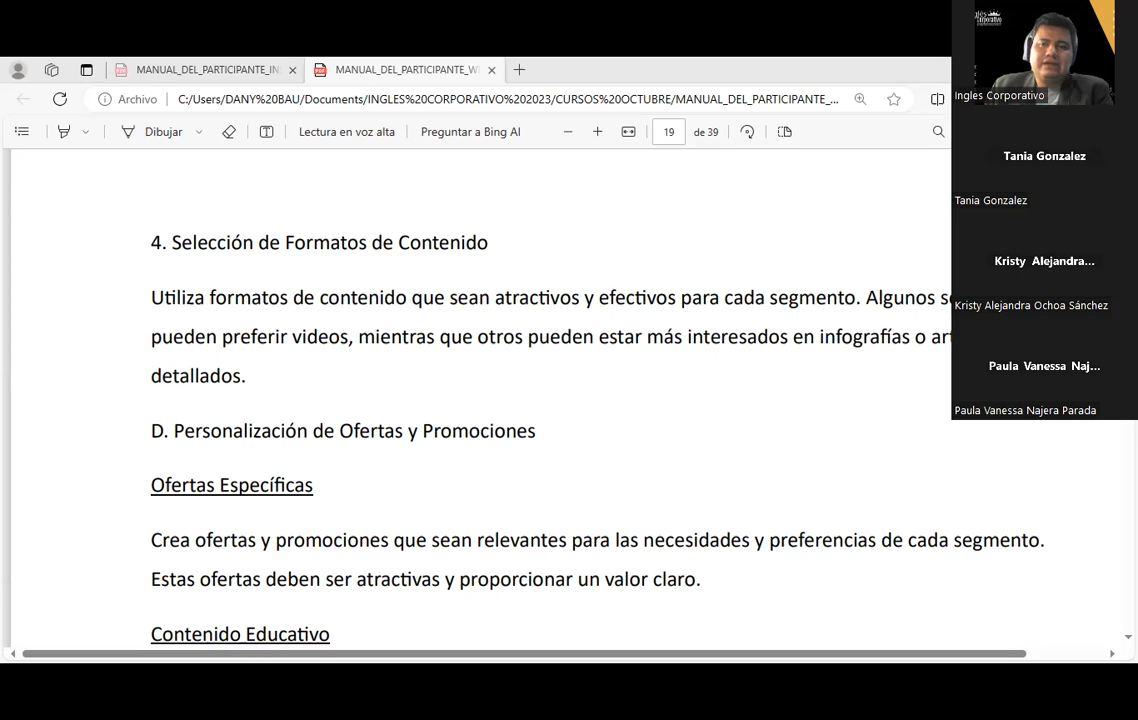 MANUAL_DEL_PARTICIPANTE_IN
MANUAL_DEL_PARTICIPANTE_W
Archivo
C:/Users/DANY%20BAU/Documents/INGLES%20CORPORATIVO%202023/CURSOS%20OCTUBRE/MANUAL_DEL_PARTICIPANTE_...
Dibujar
Lectura en voz alta
Preguntar a Bing AI
19
de 39
4. Selección de Formatos de Contenido
Utiliza formatos de contenido que sean atractivos y efectivos para cada segmento. Algunos
pueden preferir videos, mientras que otros pueden estar más interesados en infografías o
detallados.
D. Personalización de Ofertas y Promociones
Ofertas Específicas
Crea ofertas y promociones que sean relevantes para las necesidades y preferencias de cada segmento.
Estas ofertas deben ser atractivas y proporcionar un valor claro.
Contenido Educativo
Ingles Corporativo
Tania Gonzalez
Tania Gonzalez
Kristy Alejandra...
Kristy Alejandra Ochoa Sánchez
Paula Vanessa Naj...
Paula Vanessa Najera Parada